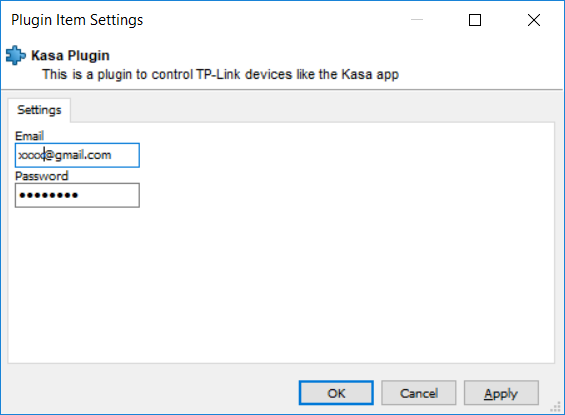 Plugin Item Settings
Kasa Plugin
This is a plugin to control TP-Link devices like the Kasa app
Settings
Email
xxxx@gmail.com
Password
●●●●●●●●
OK Cancel Apply